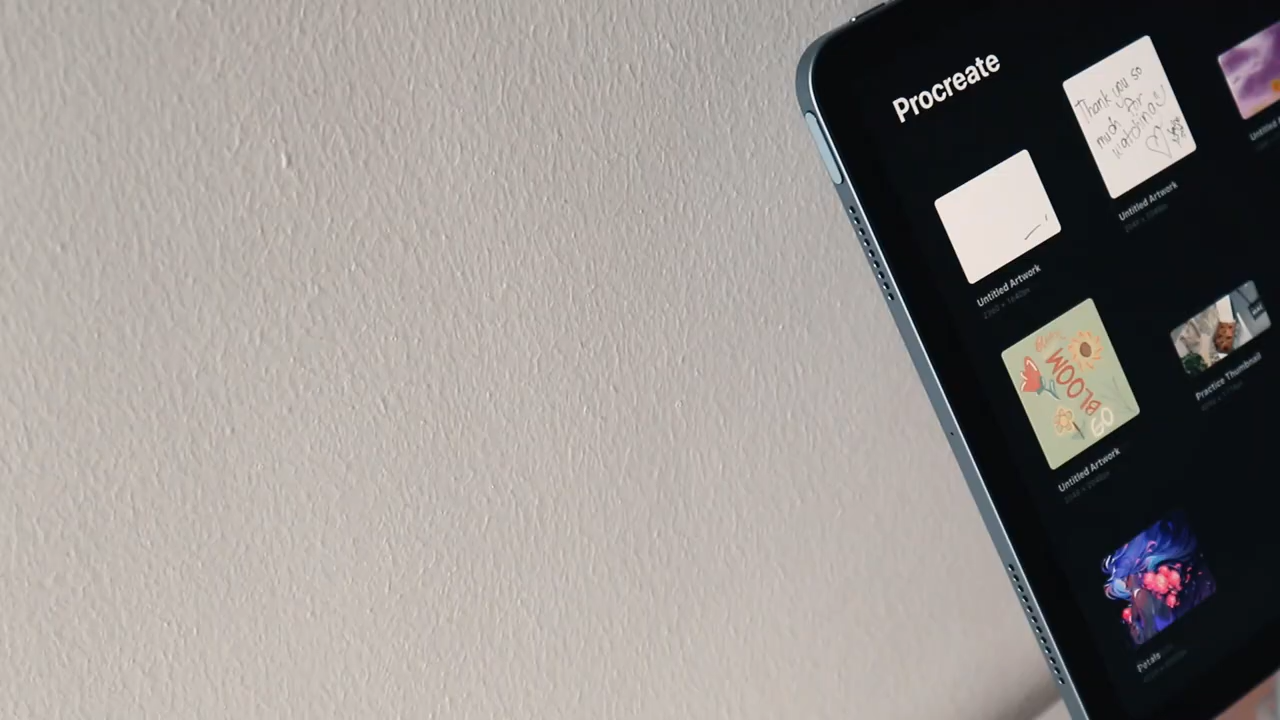 Procreate
Thank you so
much for
watching
Untitled Artwork
Untitled Artwork
BLOOM
GO
Untitled Artwork
Practice Thumbnail
Petals